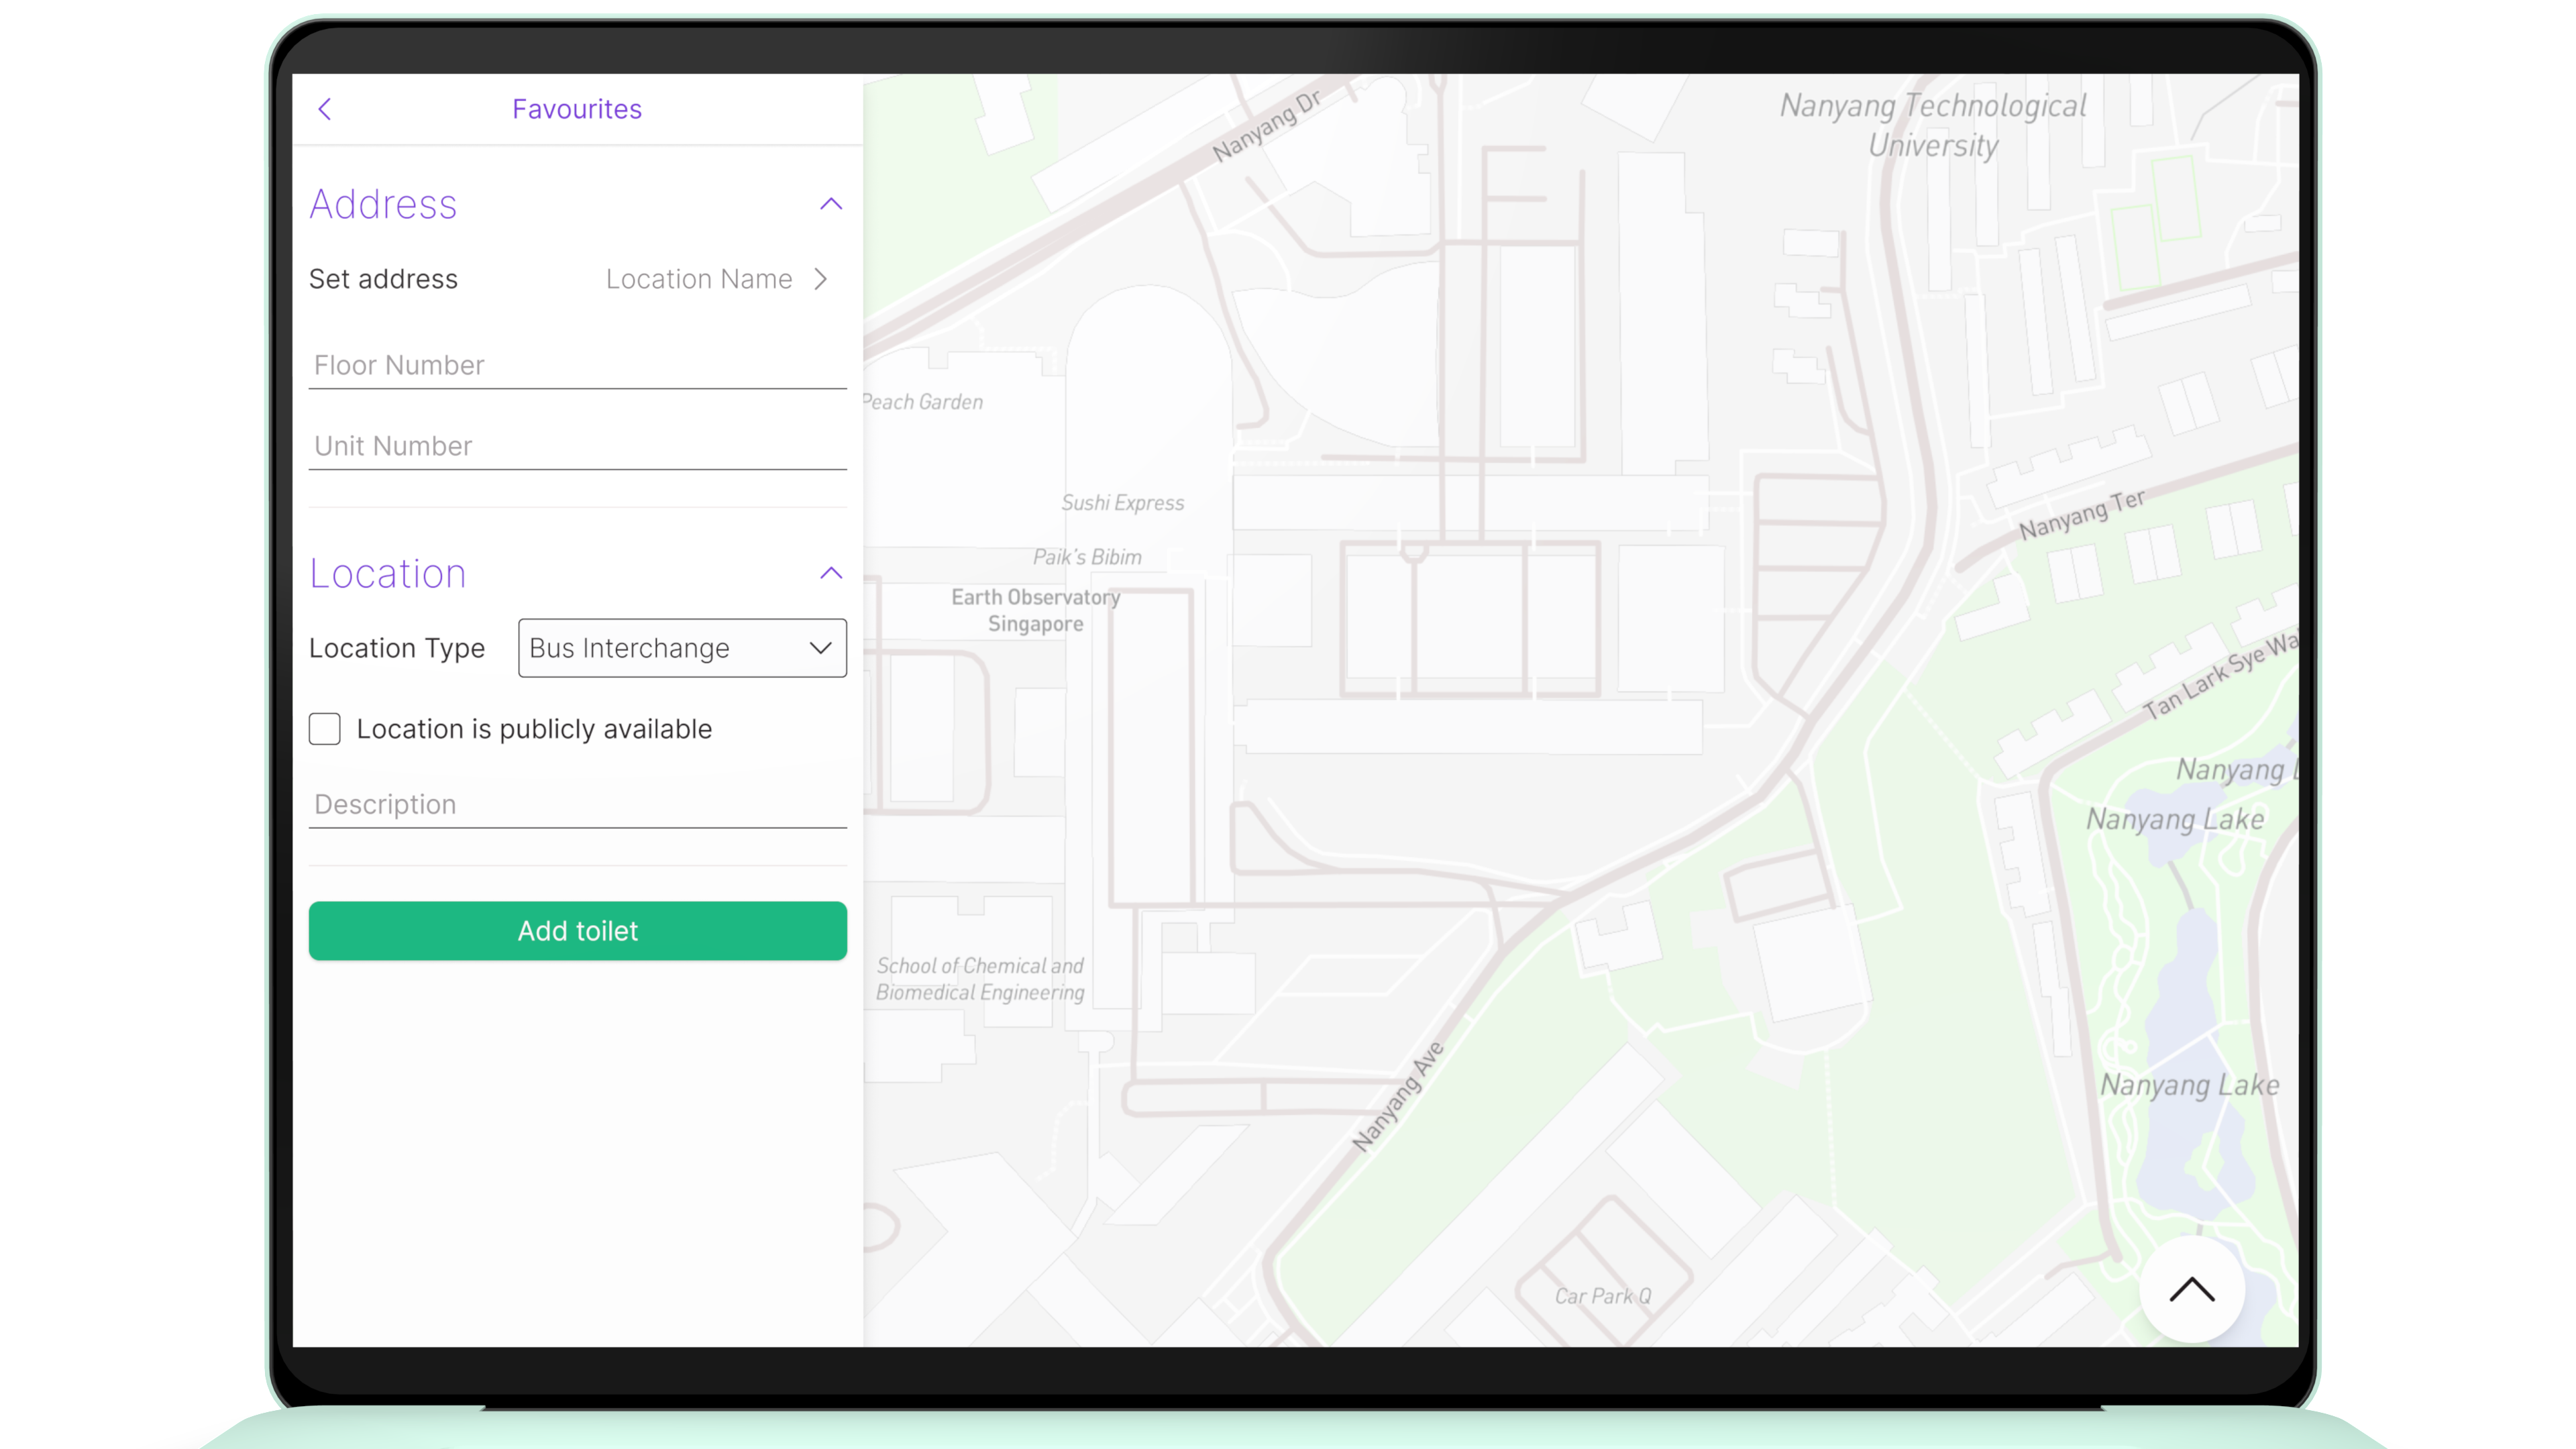 Favourites
Address
Set address Location Name
Floor Number
Unit Number
Location
Location Type Bus Interchange
Location is publicly available
Description
Add toilet
Nanyang Dr
Nanyang Technological
University
Peach Garden
Sushi Express
Paik's Bibim
Earth Observatory
Singapore
Nanyang Ter
Tan Lark Sye
Nanyang
Nanyang Lake
School of Chemical and
Biomedical Engineering
Nanyang Ave
Nanyang Lake
Car Park Q